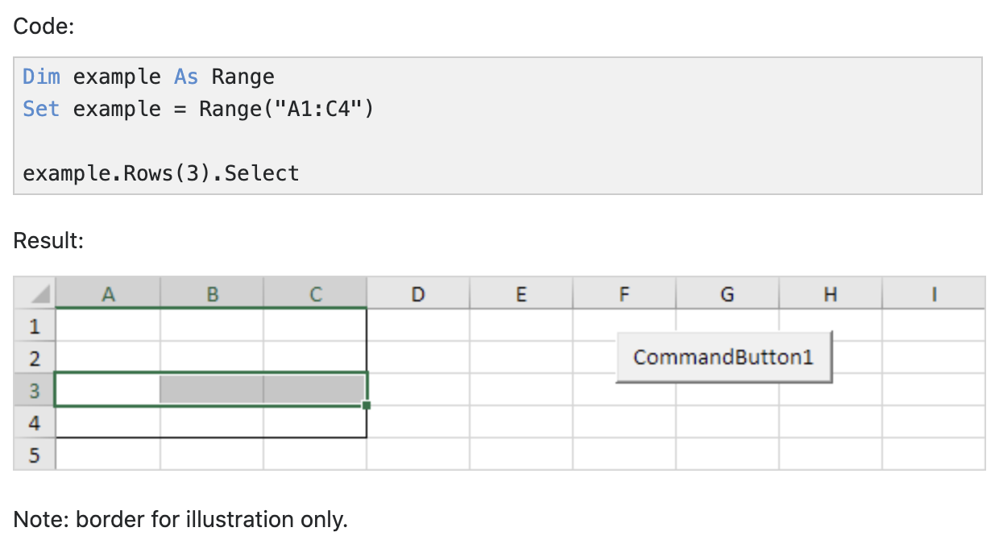 Code:
Dim example As Range
Set example = Range("A1:C4")
example.Rows(3).Select
Result:
A B C D E F G H I
1
2
CommandButton1
3
4
5
Note: border for illustration only.